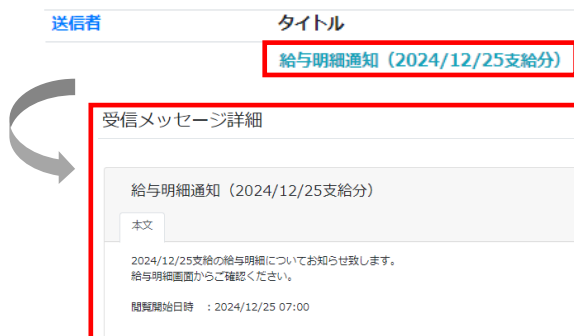 送信者 タイトル
給与明細通知（2024/12/25支給分）
受信メッセージ詳細
給与明細通知（2024/12/25支給分）
本文
2024/12/25支給の給与明細についてお知らせ致します。
給与明細画面からご確認ください。
閲覧開始日時　：2024/12/25 07:00